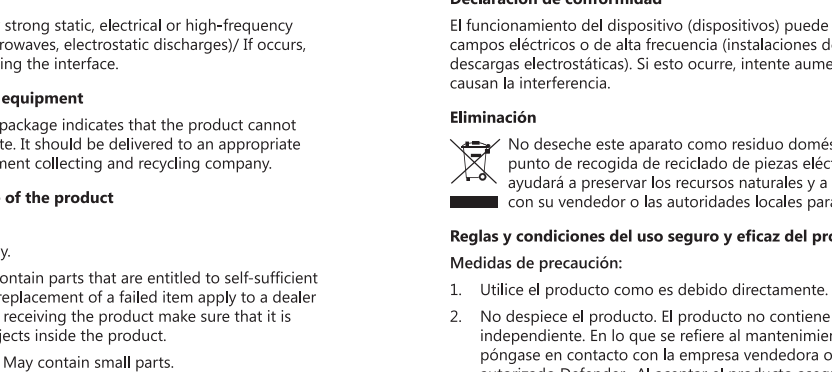 strong static, electrical or high-frequency
rowaves, electrostatic discharges)/ If occurs,
ing the interface.
equipment
package indicates that the product cannot
te. It should be delivered to an appropriate
ment collecting and recycling company.
of the product
y.
ontain parts that are entitled to self-sufficient
replacement of a failed item apply to a dealer
receiving the product make sure that it is
jects inside the product.
May contain small parts.
Declaración de conformidad
El funcionamiento del dispositivo (dispositivos) puede
campos eléctricos o de alta frecuencia (instalaciones d
descargas electrostáticas). Si esto ocurre, intente aume
causan la interferencia.
Eliminación
No deseche este aparato como residuo domés
punto de recogida de reciclado de piezas eléc
ayudará a preservar los recursos naturales y a
con su vendedor o las autoridades locales para
Reglas y condiciones del uso seguro y eficaz del pro
Medidas de precaución:
1. Utilice el producto como es debido directamente.
2. No despiece el producto. El producto no contiene
independiente. En lo que se refiere al mantenimier
póngase en contacto con la empresa vendedora o